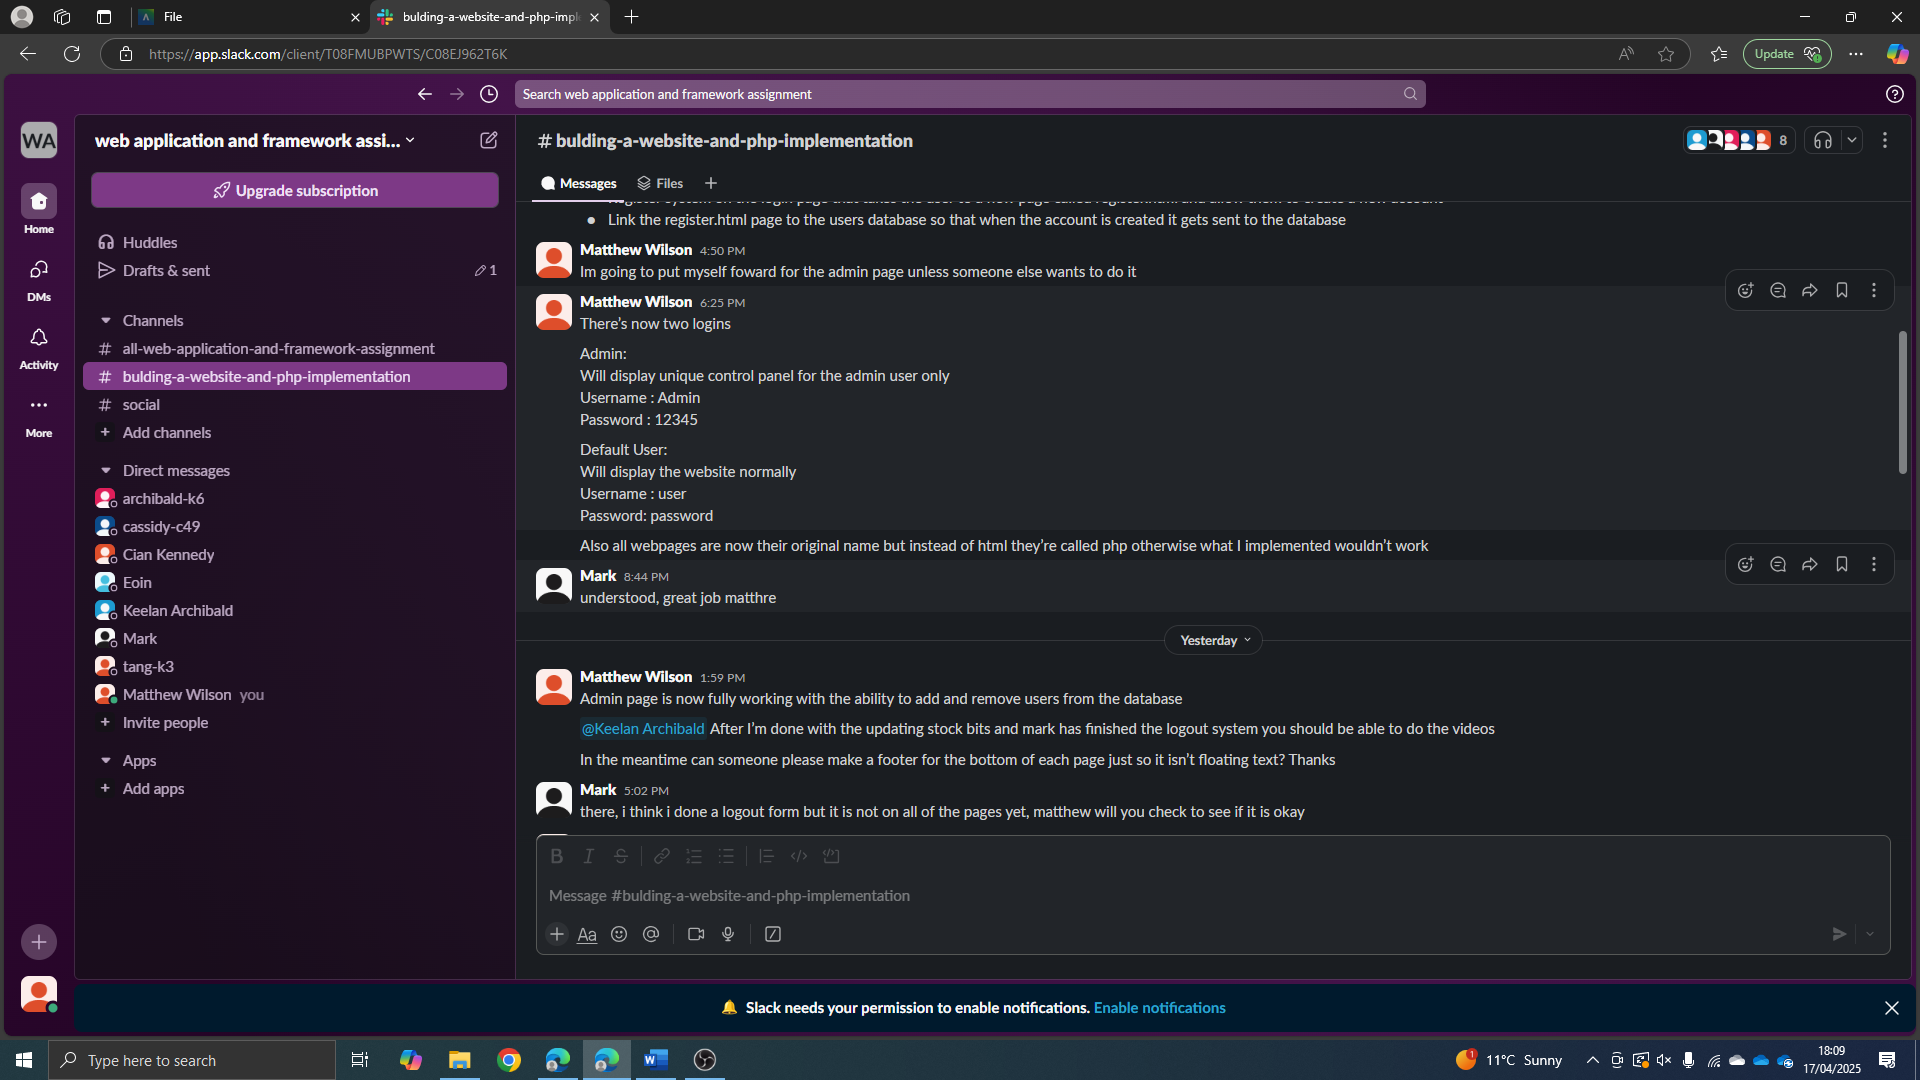 File
bulding-a-website-and-php-imple
https://app.slack.com/client/T08FMUBPWTS/C08EJ962T6K
Update
Search web application and framework assignment
WA
Home
DMs
Activity
More
web application and framework assi...
Upgrade subscription
Huddles
Drafts & sent
1
Channels
# all-web-application-and-framework-assignment
# bulding-a-website-and-php-implementation
# social
+ Add channels
Direct messages
archibald-k6
cassidy-c49
Cian Kennedy
Eoin
Keelan Archibald
Mark
tang-k3
Matthew Wilson you
+ Invite people
Apps
+ Add apps
# bulding-a-website-and-php-implementation
8
Messages
Files
• Link the register.html page to the users database so that when the account is created it gets sent to the database
Matthew Wilson 4:50 PM
Im going to put myself foward for the admin page unless someone else wants to do it
Matthew Wilson 6:25 PM
There's now two logins
Admin:
Will display unique control panel for the admin user only
Username : Admin
Password : 12345
Default User:
Will display the website normally
Username : user
Password: password
Also all webpages are now their original name but instead of html they're called php otherwise what I implemented wouldn't work
Mark 8:44 PM
understood, great job matthre
Yesterday
Matthew Wilson 1:59 PM
Admin page is now fully working with the ability to add and remove users from the database
@Keelan Archibald After I'm done with the updating stock bits and mark has finished the logout system you should be able to do the videos
In the meantime can someone please make a footer for the bottom of each page just so it isn't floating text? Thanks
Mark 5:02 PM
there, i think i done a logout form but it is not on all of the pages yet, matthew will you check to see if it is okay
Message #bulding-a-website-and-php-implementation
Aa
Slack needs your permission to enable notifications. Enable notifications
Type here to search
1
11°C Sunny
18:09
17/04/2025